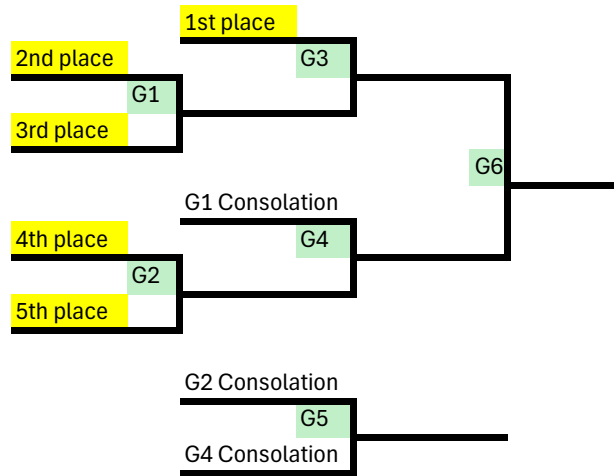 1st place
2nd place
G3
G1
3rd place
G6
G1 Consolation
4th place
G4
G2
5th place
G2 Consolation
G5
G4 Consolation